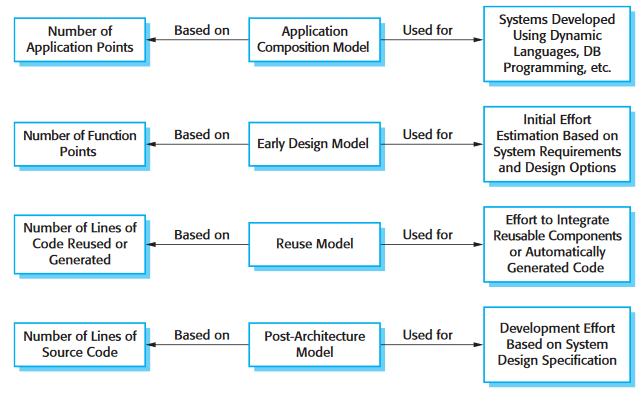 Number of
Application Points
Based on
Application
Composition Model
Used for
Systems Developed
Using Dynamic
Languages, DB
Programming, etc.
Number of Function
Points
Based on
Early Design Model
Used for
Initial Effort
Estimation Based on
System Requirements
and Design Options
Number of Lines of
Code Reused or
Generated
Based on
Reuse Model
Used for
Effort to Integrate
Reusable Components
or Automatically
Generated Code
Number of Lines of
Source Code
Based on
Post-Architecture
Model
Used for
Development Effort
Based on System
Design Specification